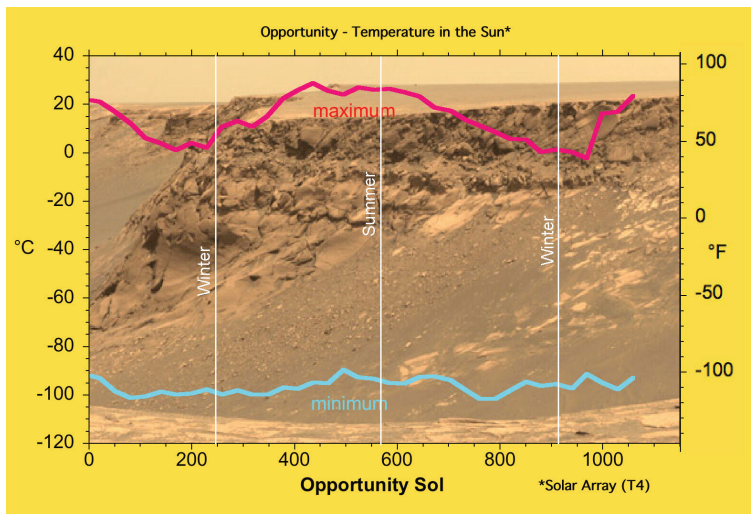 Opportunity - Temperature in the Sun*
40
20
0
-20
-40
-60
-80
-100
-120
°C
100
50
0
-50
-100
°F
maximum
minimum
Winter
Summer
Winter
0
200
400
600
800
1000
Opportunity Sol
*Solar Array (T4)